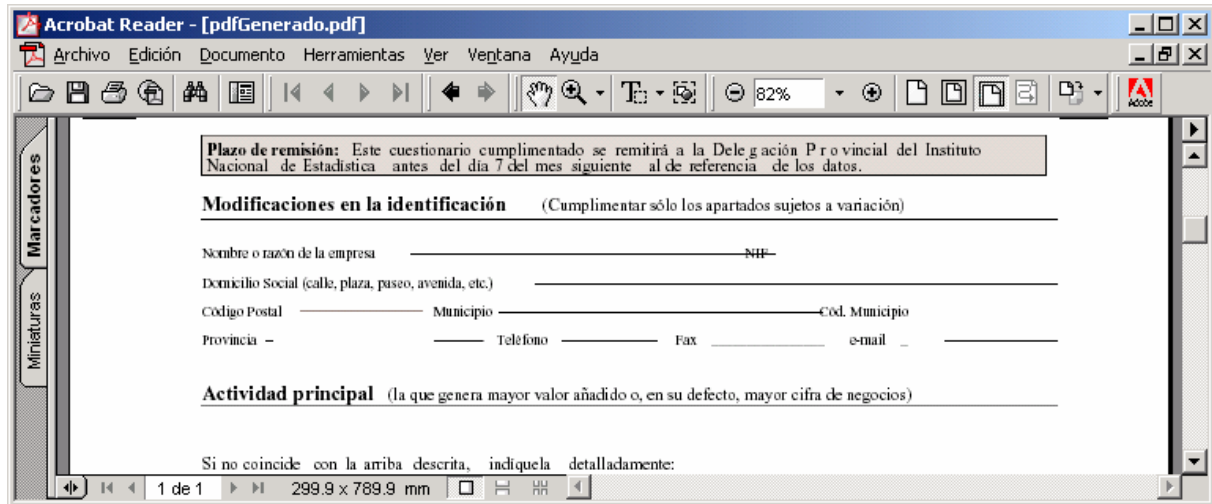 Acrobat Reader - [pdfGenerado.pdf]
Archivo Edición Documento Herramientas Ver Ventana Ayuda
82%
Adobe
Marcadores
Miniaturas
Plazo de remisión: Este cuestionario cumplimentado se remitirá a la Delegación Provincial del Instituto
Nacional de Estadística antes del día 7 del mes siguiente al de referencia de los datos.
Modificaciones en la identificación (Cumplimentar sólo los apartados sujetos a variación)
Nombre o razón de la empresa NIF
Domicilio Social (calle, plaza, paseo, avenida, etc.)
Código Postal Municipio Cód. Municipio
Provincia Teléfono Fax e-mail
Actividad principal (la que genera mayor valor añadido o, en su defecto, mayor cifra de negocios)
Si no coincide con la arriba descrita, indíquela detalladamente:
1 de 1 299.9 x 789.9 mm